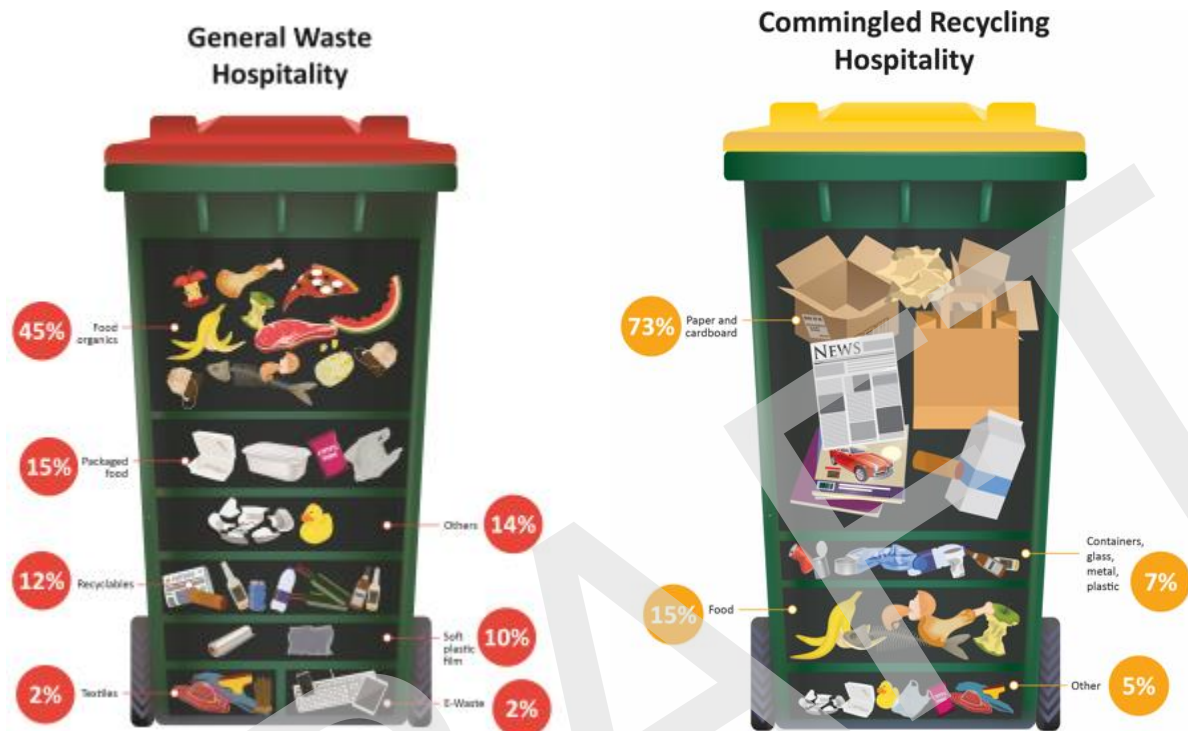 General Waste
Hospitality
45%
Food
organics
15%
Packaged
food
Others
14%
12%
Recyclables
Soft
plastic
film
10%
2%
Textiles
E-Waste
2%
Commingled Recycling
Hospitality
73%
Paper and
cardboard
NEWS
Containers,
glass,
metal,
plastic
7%
15%
Food
Other
5%